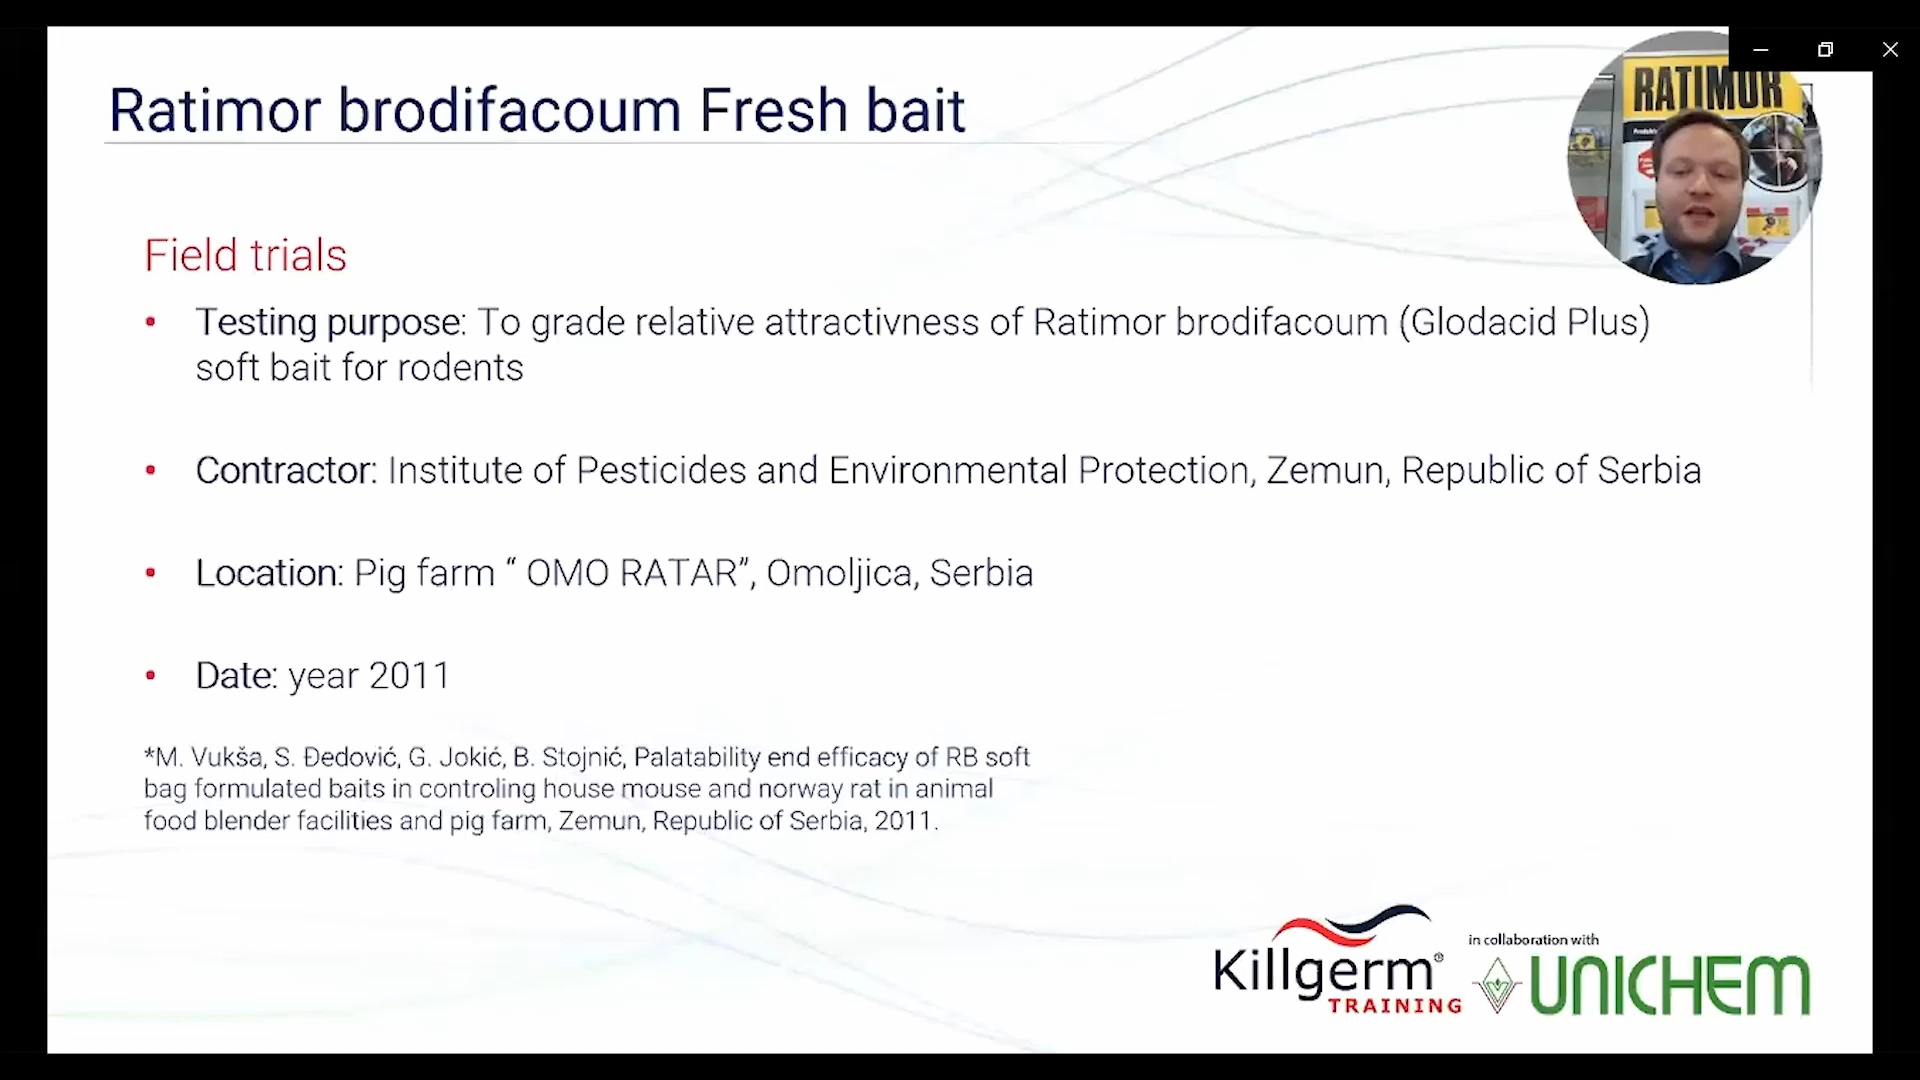 Ratimor brodifacoum Fresh bait
RATIMOR
Field trials
• Testing purpose: To grade relative attractivness of Ratimor brodifacoum (Glodacid Plus)
soft bait for rodents
• Contractor: Institute of Pesticides and Environmental Protection, Zemun, Republic of Serbia
• Location: Pig farm “ OMO RATAR”, Omoljica, Serbia
• Date: year 2011
*M. Vukša, S. Đedović, G. Jokić, B. Stojnić, Palatability end efficacy of RB soft
bag formulated baits in controling house mouse and norway rat in animal
food blender facilities and pig farm, Zemun, Republic of Serbia, 2011.
Killgerm®
TRAINING
in collaboration with
UNICHEM